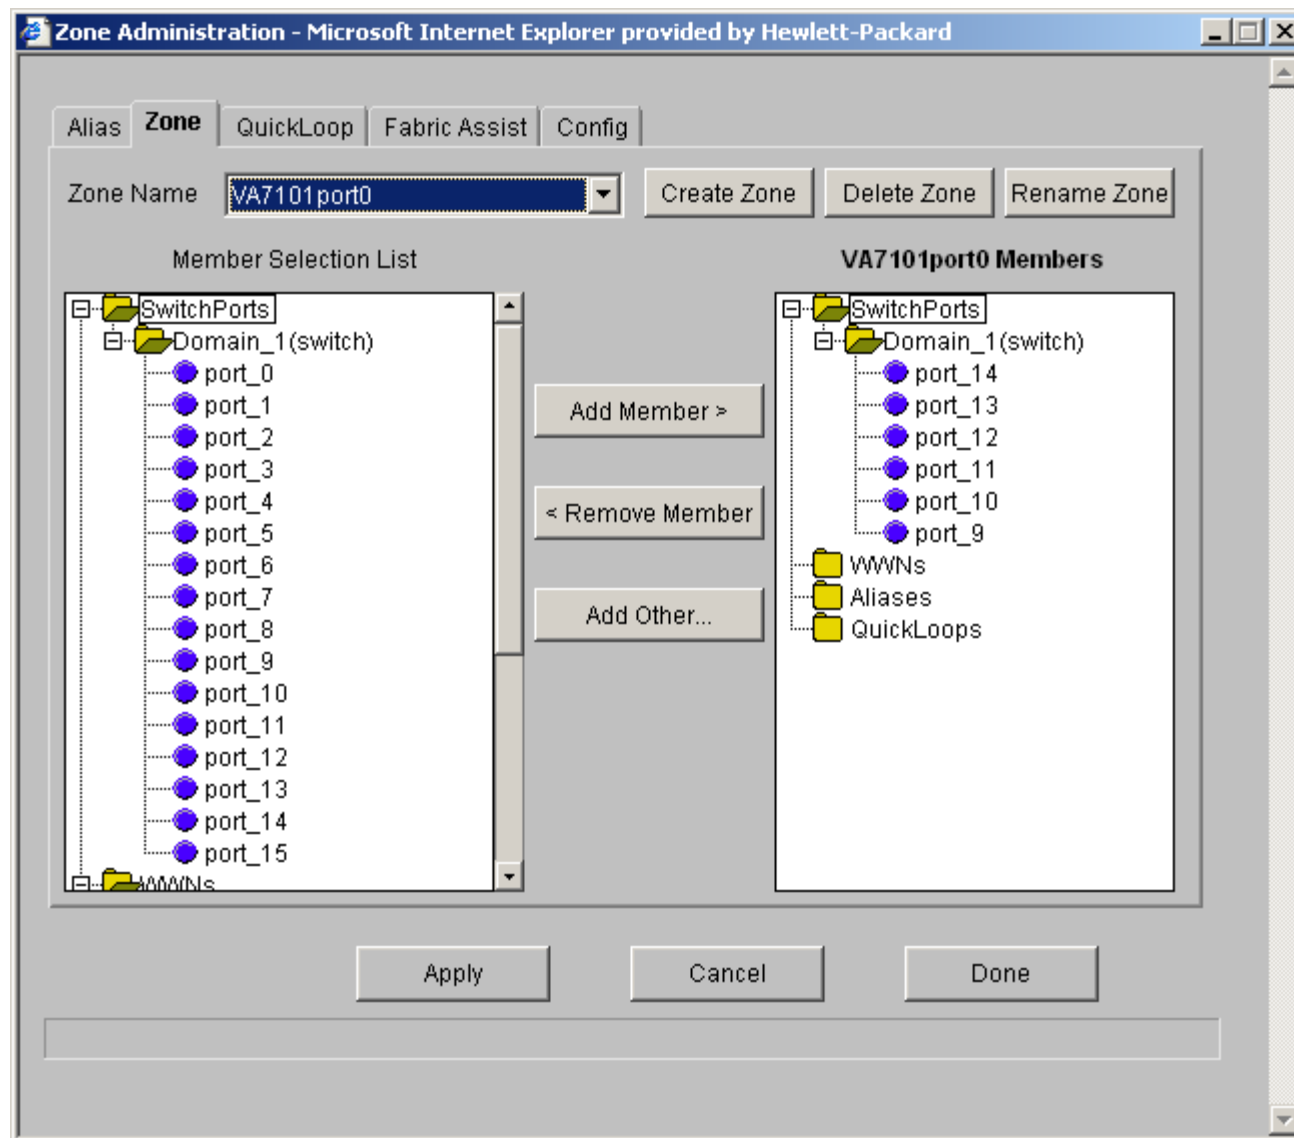 Zone Administration - Microsoft Internet Explorer provided by Hewlett-Packard
Alias Zone QuickLoop Fabric Assist Config
Zone Name VA7101port0 Create Zone Delete Zone Rename Zone
Member Selection List
SwitchPorts
Domain_1(switch)
port_0
port_1
port_2
port_3
port_4
port_5
port_6
port_7
port_8
port_9
port_10
port_11
port_12
port_13
port_14
port_15
WWNs
Add Member >
< Remove Member
Add Other...
VA7101port0 Members
SwitchPorts
Domain_1(switch)
port_14
port_13
port_12
port_11
port_10
port_9
WWNs
Aliases
QuickLoops
Apply Cancel Done